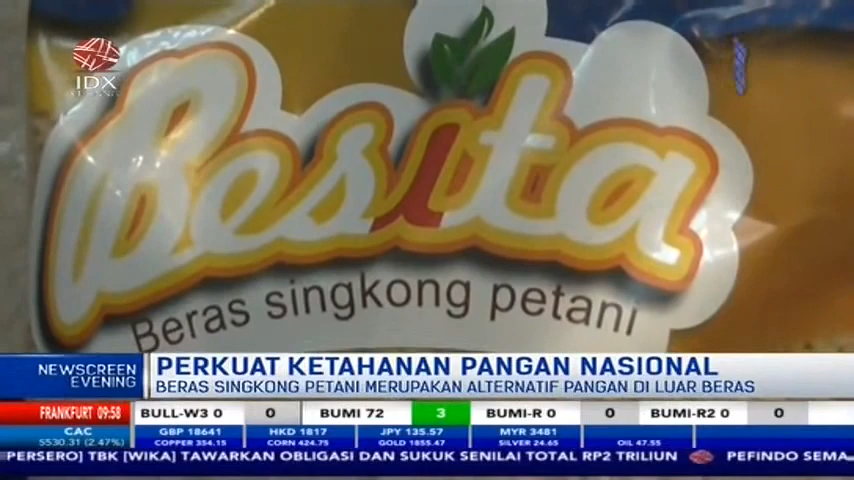 IDX
Besita
Beras singkong petani
NEWSCREEN
EVENING
PERKUAT KETAHANAN PANGAN NASIONAL
BERAS SINGKONG PETANI MERUPAKAN ALTERNATIF PANGAN DI LUAR BERAS
FRANKFURT 09:58
BULL-W3 0 0 BUMI 72 3 BUMI-R 0 0 BUMI-R2 0 0
CAC
5530.31 (2.47%)
GBP 18641 HKD 1817 JPY 135.57 MYR 3481
COPPER 354.15 CORN 424.75 GOLD 1855.47 SILVER 24.65 OIL 47.55
PERSERO) TBK [WIKA] TAWARKAN OBLIGASI DAN SUKUK SENILAI TOTAL RP2 TRILIUN PEFINDO SEMA